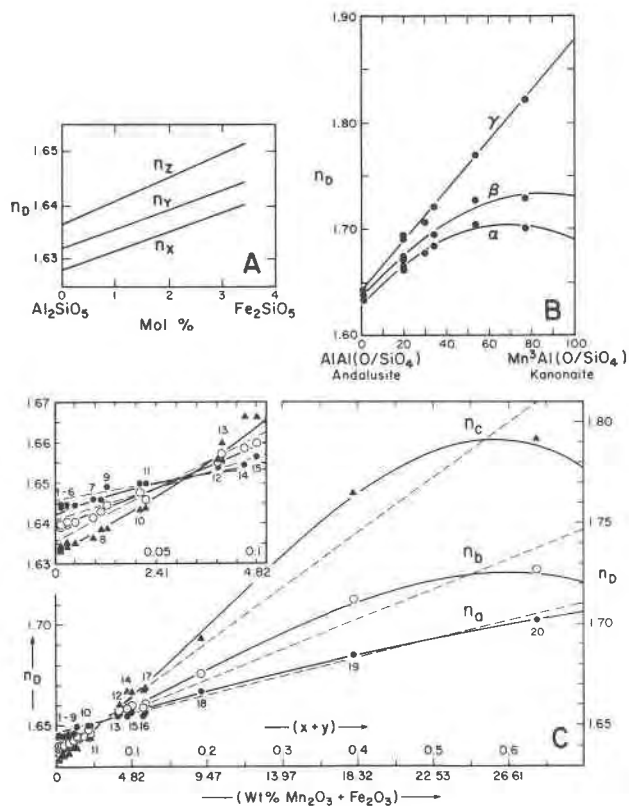 1.65
1.64
1.63
n_D
n_Z
n_Y
n_X
A
0 1 2 3 4
Al₂SiO₅ Fe₂SiO₅
Mol %
1.90
1.80
n_D
1.70
1.60
γ
β
α
B
0 20 40 60 80 100
AlAl(O/SiO₄) Mn³Al(O/SiO₄)
Andalusite Kanonaite
1.67
1.66
1.65
1.64
1.63
1-6 7 9 11 13
8 10 12 14 15
0.05 0.1
0 2.41 4.82
n_c
n_b
n_a
1.81
1.80
1.75
n_D
1.70
1.65
1.63
1.70
n_D
1.65
1.63
1-9 10 12 14 17
11 13 15 16 18 19 20
(x+y)
0.1 0.2 0.3 0.4 0.5 0.6
C
0 4.82 9.47 13.97 18.32 22.53 26.61
(Wt% Mn₂O₃ + Fe₂O₃)